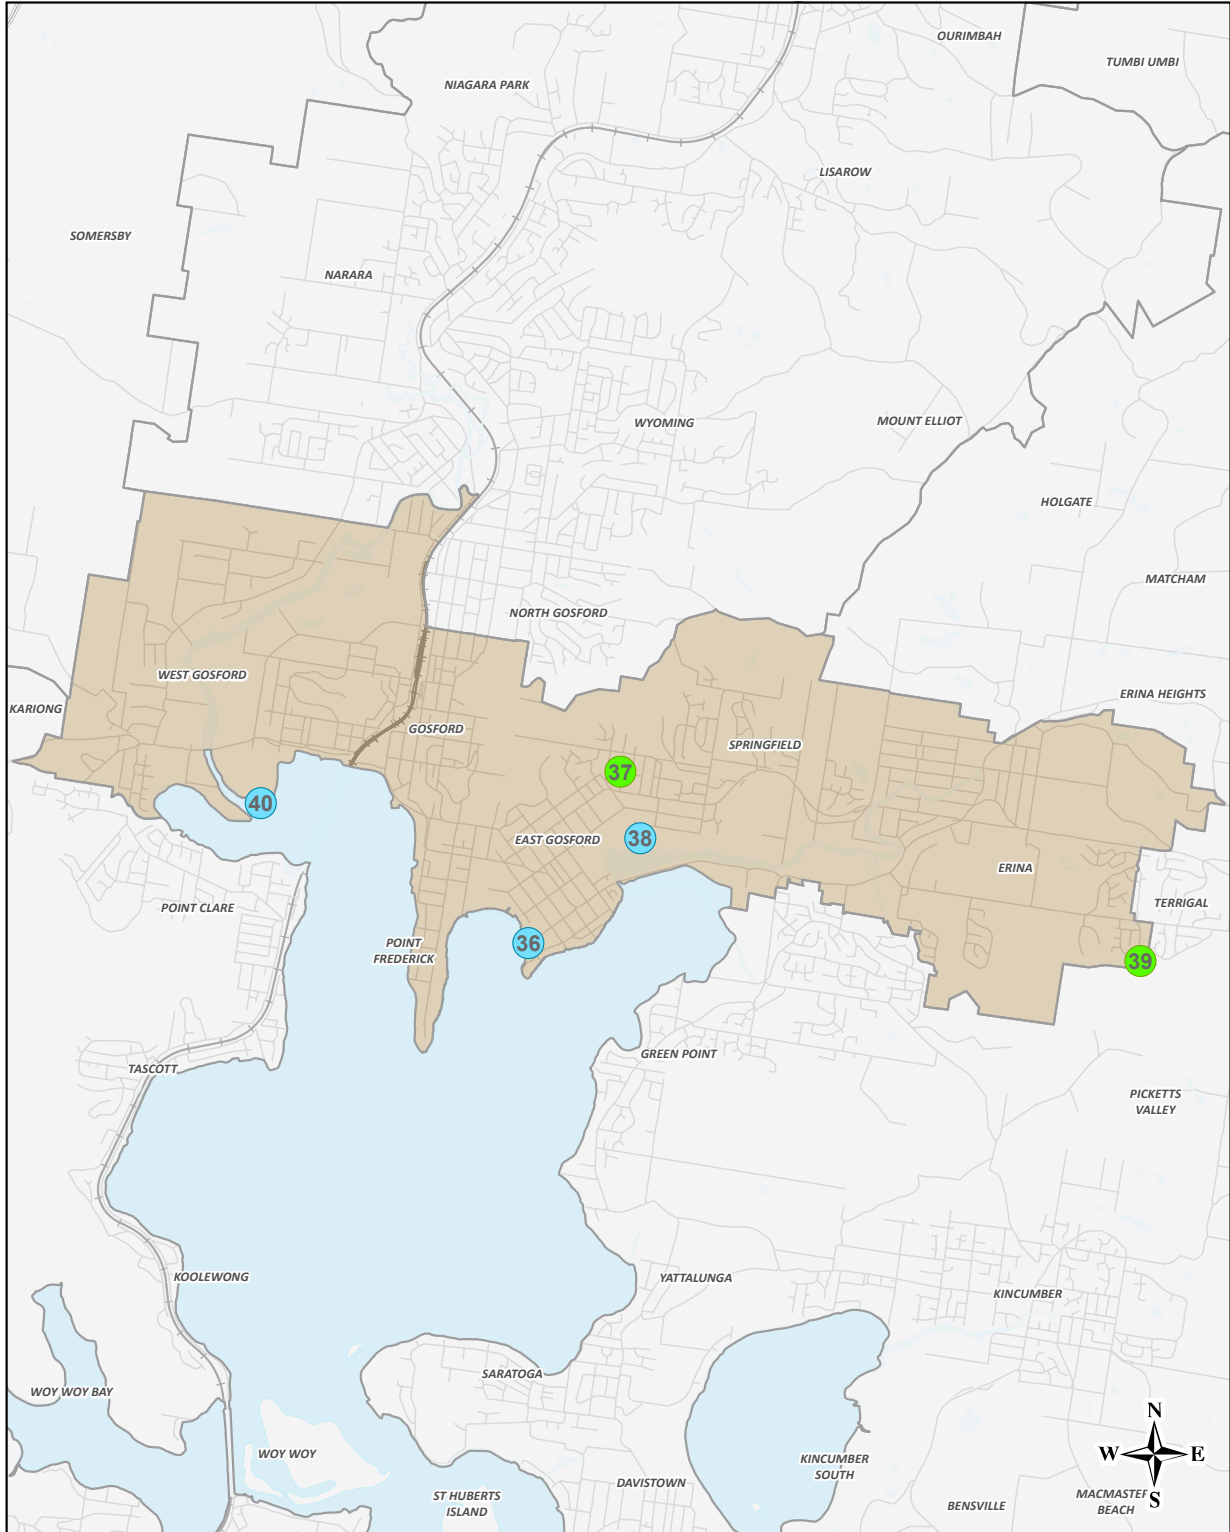 OURIMBAH
TUMBI UMBI
NIAGARA PARK
LISAROW
SOMERSBY
NARARA
WYOMING
MOUNT ELLIOT
HOLGATE
MATCHAM
NORTH GOSFORD
WEST GOSFORD
ERINA HEIGHTS
KARIONG
GOSFORD
SPRINGFIELD
37
40
38
EAST GOSFORD
ERINA
TERRIGAL
POINT CLARE
36
POINT
FREDERICK
39
GREEN POINT
TASCOTT
PICKETTS
VALLEY
KOOLEWONG
YATTALUNGA
KINCUMBER
SARATOGA
WOY WOY BAY
N
W E
S
WOY WOY
KINCUMBER
SOUTH
DAVISTOWN
ST HUBERTS
ISLAND
BENSVILLE
MACMASTER
BEACH